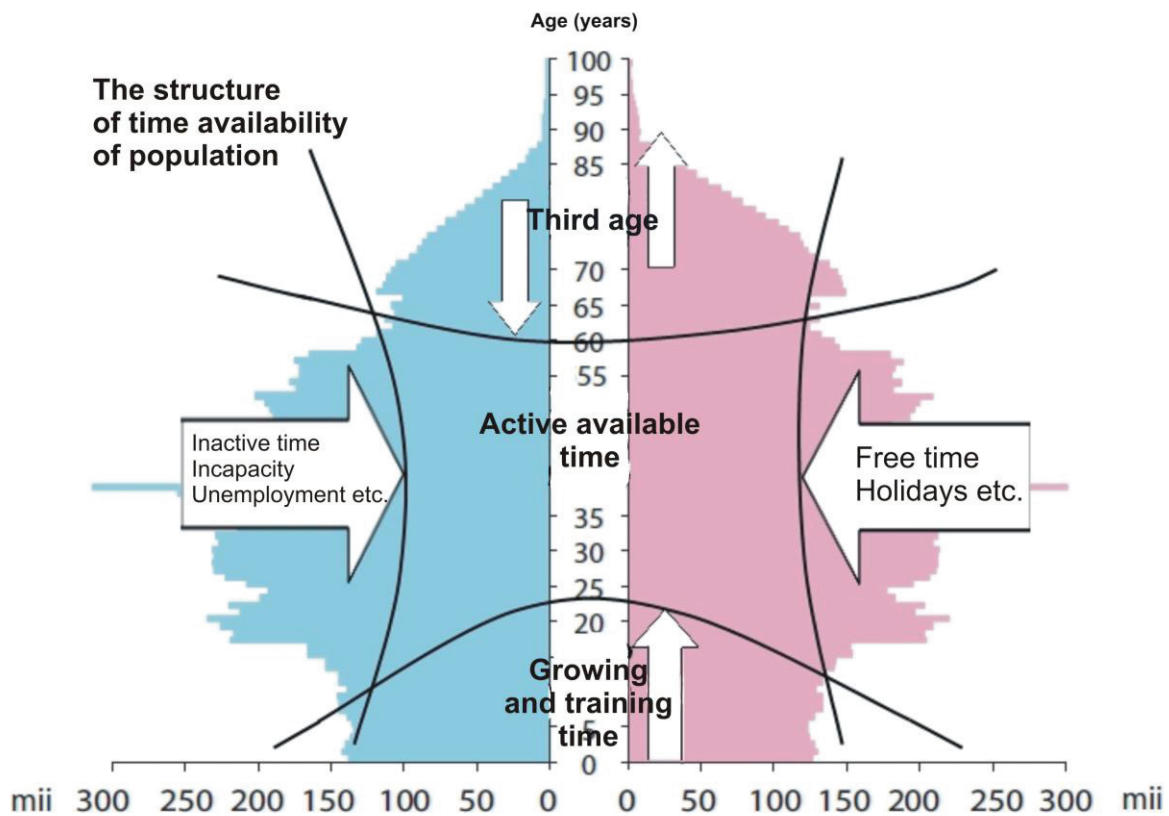 Age (years)
The structure
of time availability
of population
100
95
90
85
Third age
70
65
60
55
Active available
time
Inactive time
Incapacity
Unemployment etc.
Free time
Holidays etc.
35
30
25
20
Growing
and training
time
5
0
mii 300 250 200 150 100 50 0 0 50 100 150 200 250 300 mii